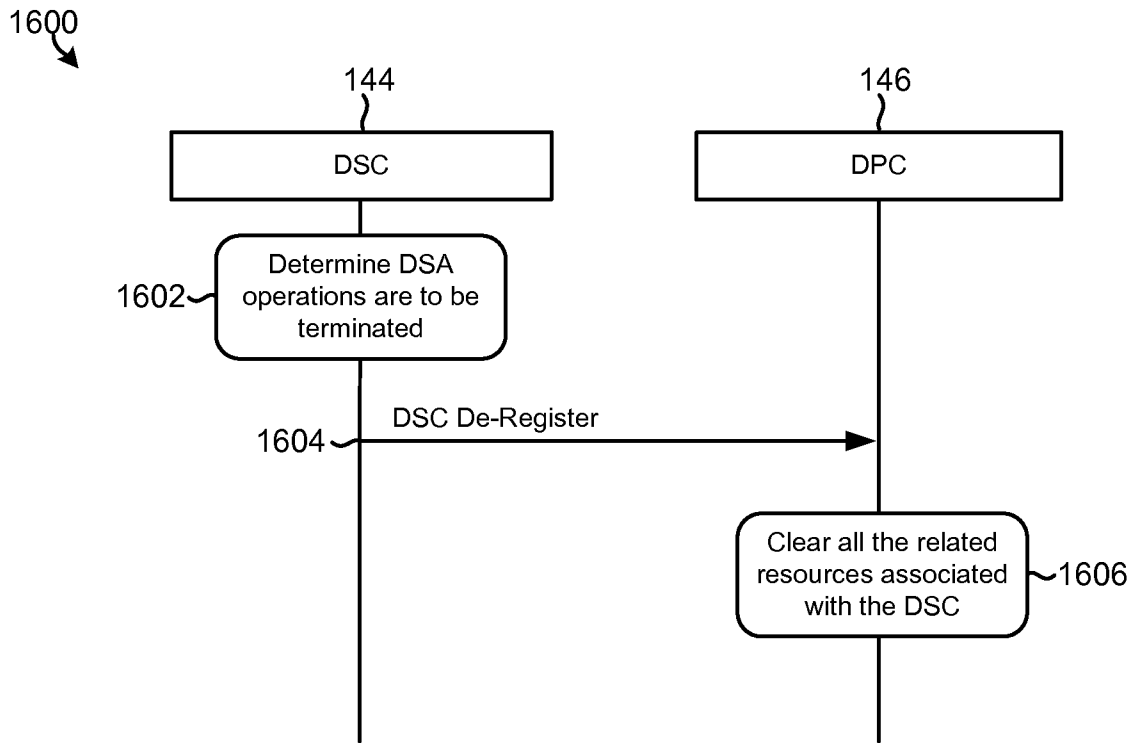 1600
144
146
DSC
DPC
Determine DSA
operations are to be
terminated
1602
DSC De-Register
1604
Clear all the related
resources associated
with the DSC
1606